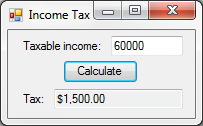 Income Tax
Taxable income: 60000
Calculate
Tax: $1,500.00